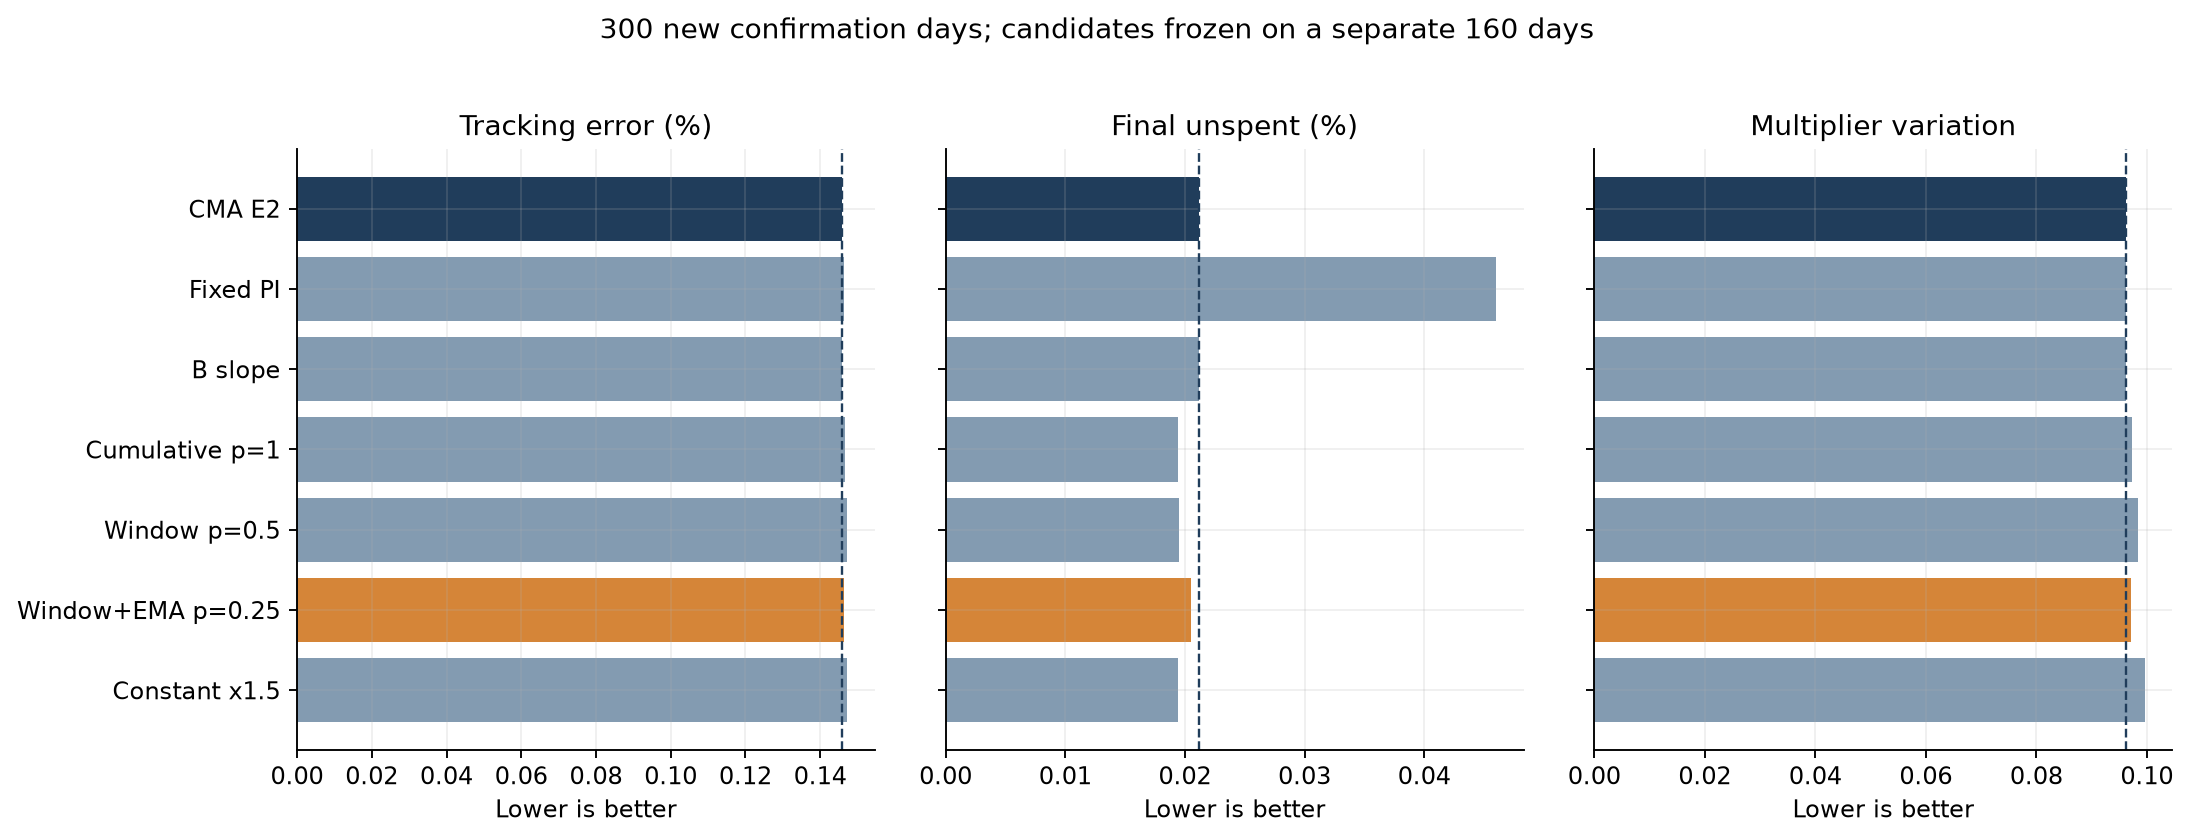 300 new confirmation days; candidates frozen on a separate 160 days
Tracking error (%)
Final unspent (%)
Multiplier variation
CMA E2
Fixed PI
B slope
Cumulative p=1
Window p=0.5
Window+EMA p=0.25
Constant x1.5
0.00 0.02 0.04 0.06 0.08 0.10 0.12 0.14
Lower is better
0.00 0.01 0.02 0.03 0.04
Lower is better
0.00 0.02 0.04 0.06 0.08 0.10
Lower is better